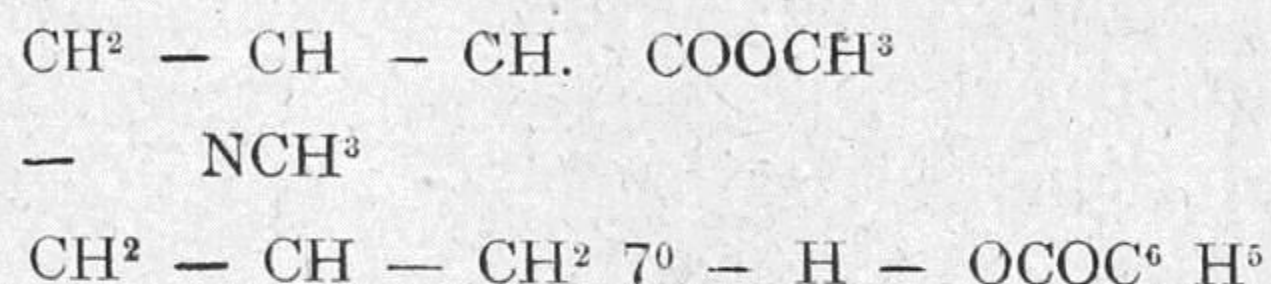 CH² — CH – CH. COOCH³
— NCH³
CH² — CH — CH² 7⁰ – H – OCOC⁶ H⁵